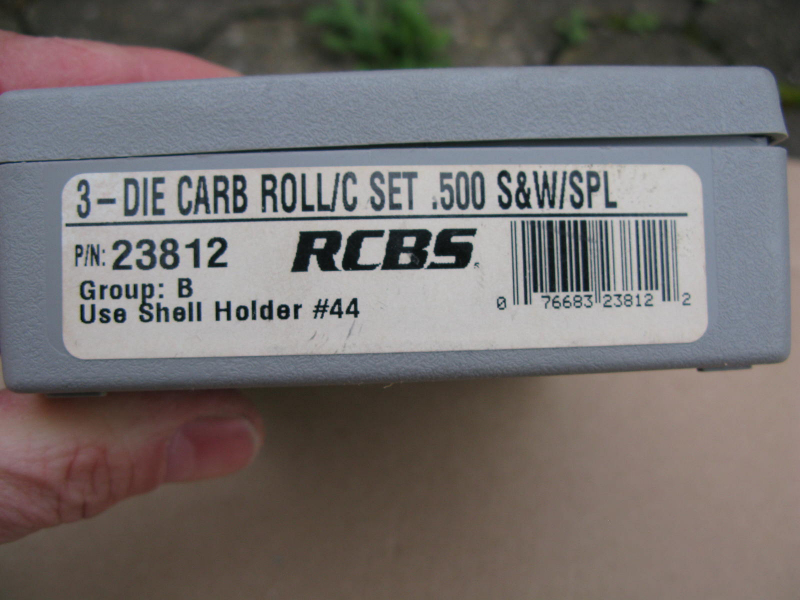 3-DIE CARB ROLL/C SET .500 S&W/SPL
P/N: 23812
RCBS
Group: B
Use Shell Holder #44
0 76683 23812 2